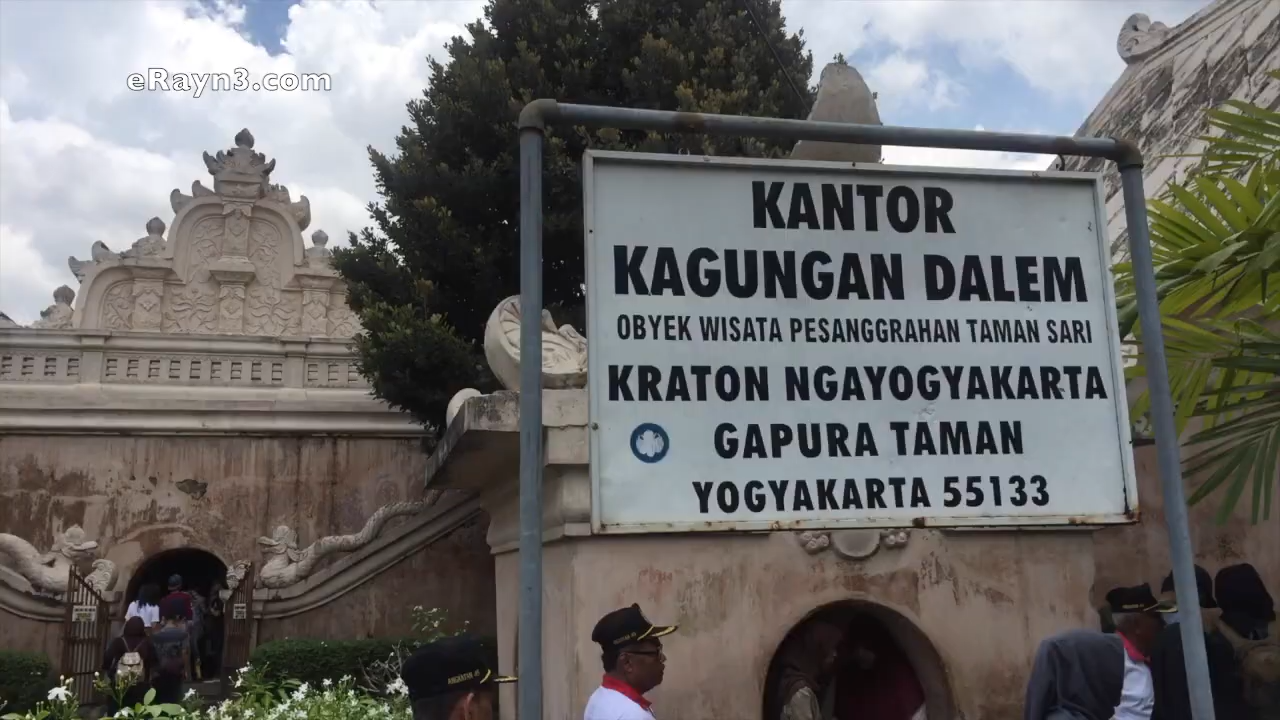 eRayn3.com
KANTOR
KAGUNGAN DALEM
OBYEK WISATA PESANGGRAHAN TAMAN SARI
KRATON NGAYOGYAKARTA
GAPURA TAMAN
YOGYAKARTA 55133